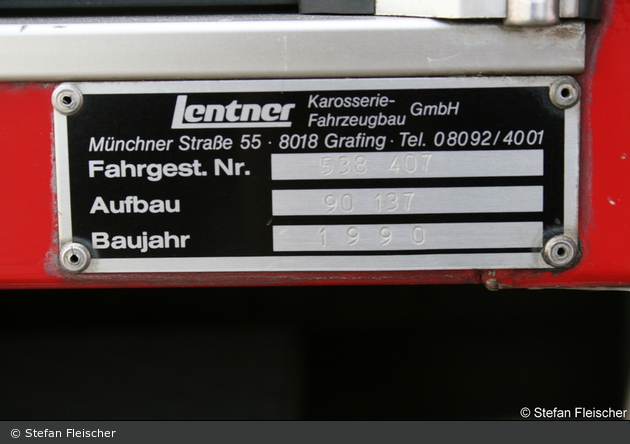 Lentner Karosserie-Fahrzeugbau GmbH
Münchner Straße 55 · 8018 Grafing · Tel. 08092/4001
Fahrgest. Nr. 538 407
Aufbau 90 137
Baujahr 1990
© Stefan Fleischer
© Stefan Fleischer